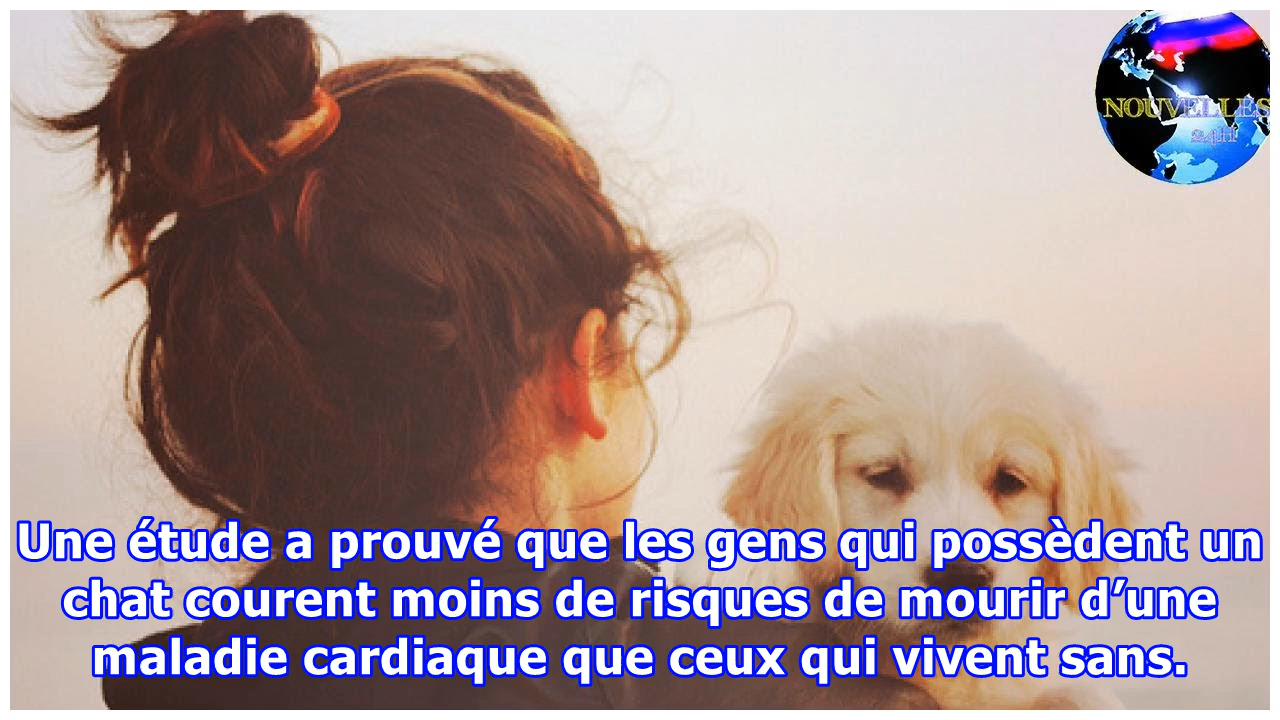 NOUVELLES
24H
Une étude a prouvé que les gens qui possèdent un
chat courent moins de risques de mourir d’une
maladie cardiaque que ceux qui vivent sans.